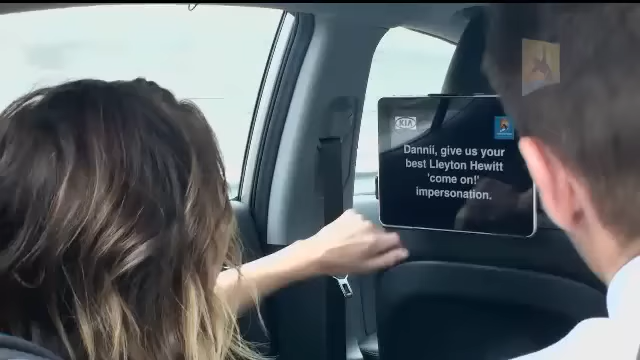 KIA
Dannii, give us your
best Lleyton Hewitt
'come on!'
impersonation.